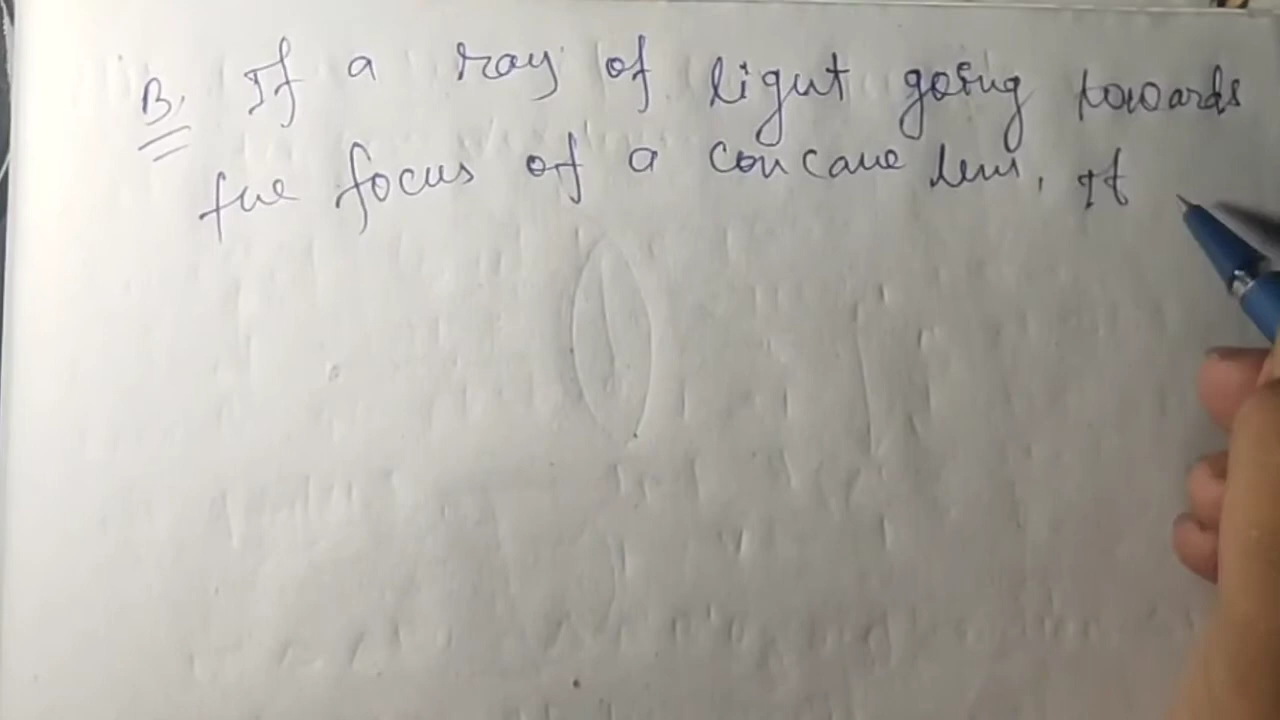 B, If a ray of light going towards
the focus of a concave lens, It